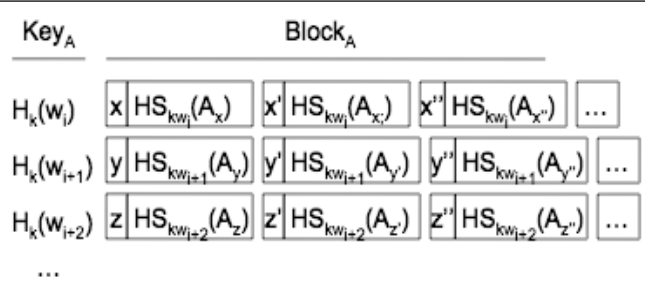 Key_A Block_A
H_k(w_i) x HS_kw_i(A_x) x' HS_kw_i(A_x;) x'' HS_kw_i(A_x'') ...
H_k(w_i+1) y HS_kw_i+1(A_y) y' HS_kw_i+1(A_y') y'' HS_kw_i+1(A_y'') ...
H_k(w_i+2) z HS_kw_i+2(A_z) z' HS_kw_i+2(A_z') z'' HS_kw_i+2(A_z'') ...
...